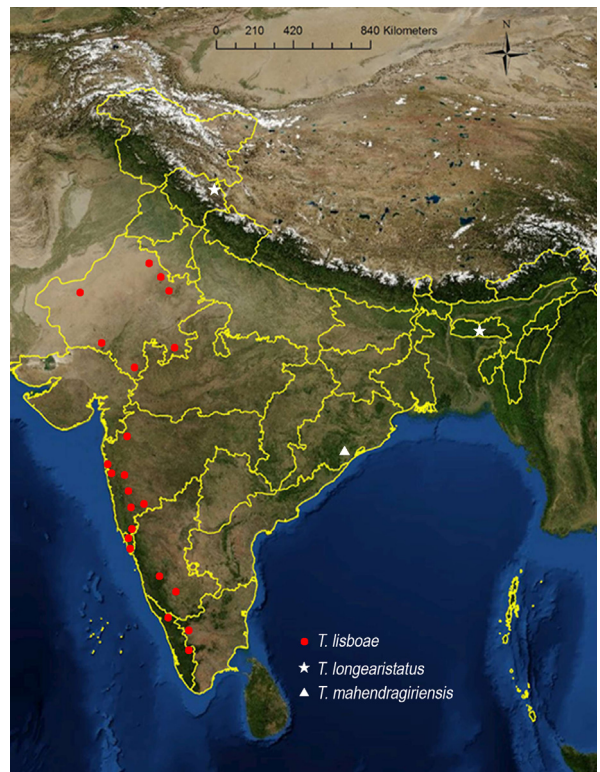 N
0 210 420 840 Kilometers
T. lisboae
T. longearistatus
T. mahendragiriensis